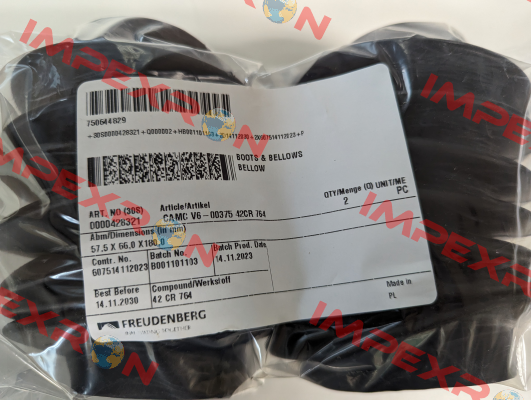 IMPEXRON
750644829
BOOTS & BELLOWS
BELLOW
ART. NO (30S)
0000428321
Article/Artikel
CAMC V6 - 00375 42CR 764
QTY/Menge (Q) UNIT/ME
2 PC
Abm/Dimensions (in mm)
57.5 X 66.0 X180.0
Contr. No.
607514112023
Batch No.
B001101103
Batch Prod. Date
14.11.2023
Best Before
14.11.2030
Compound/Werkstoff
42 CR 764
Made in
PL
FREUDENBERG
IMPEXRON
IMPEXRON
IMPEXRON